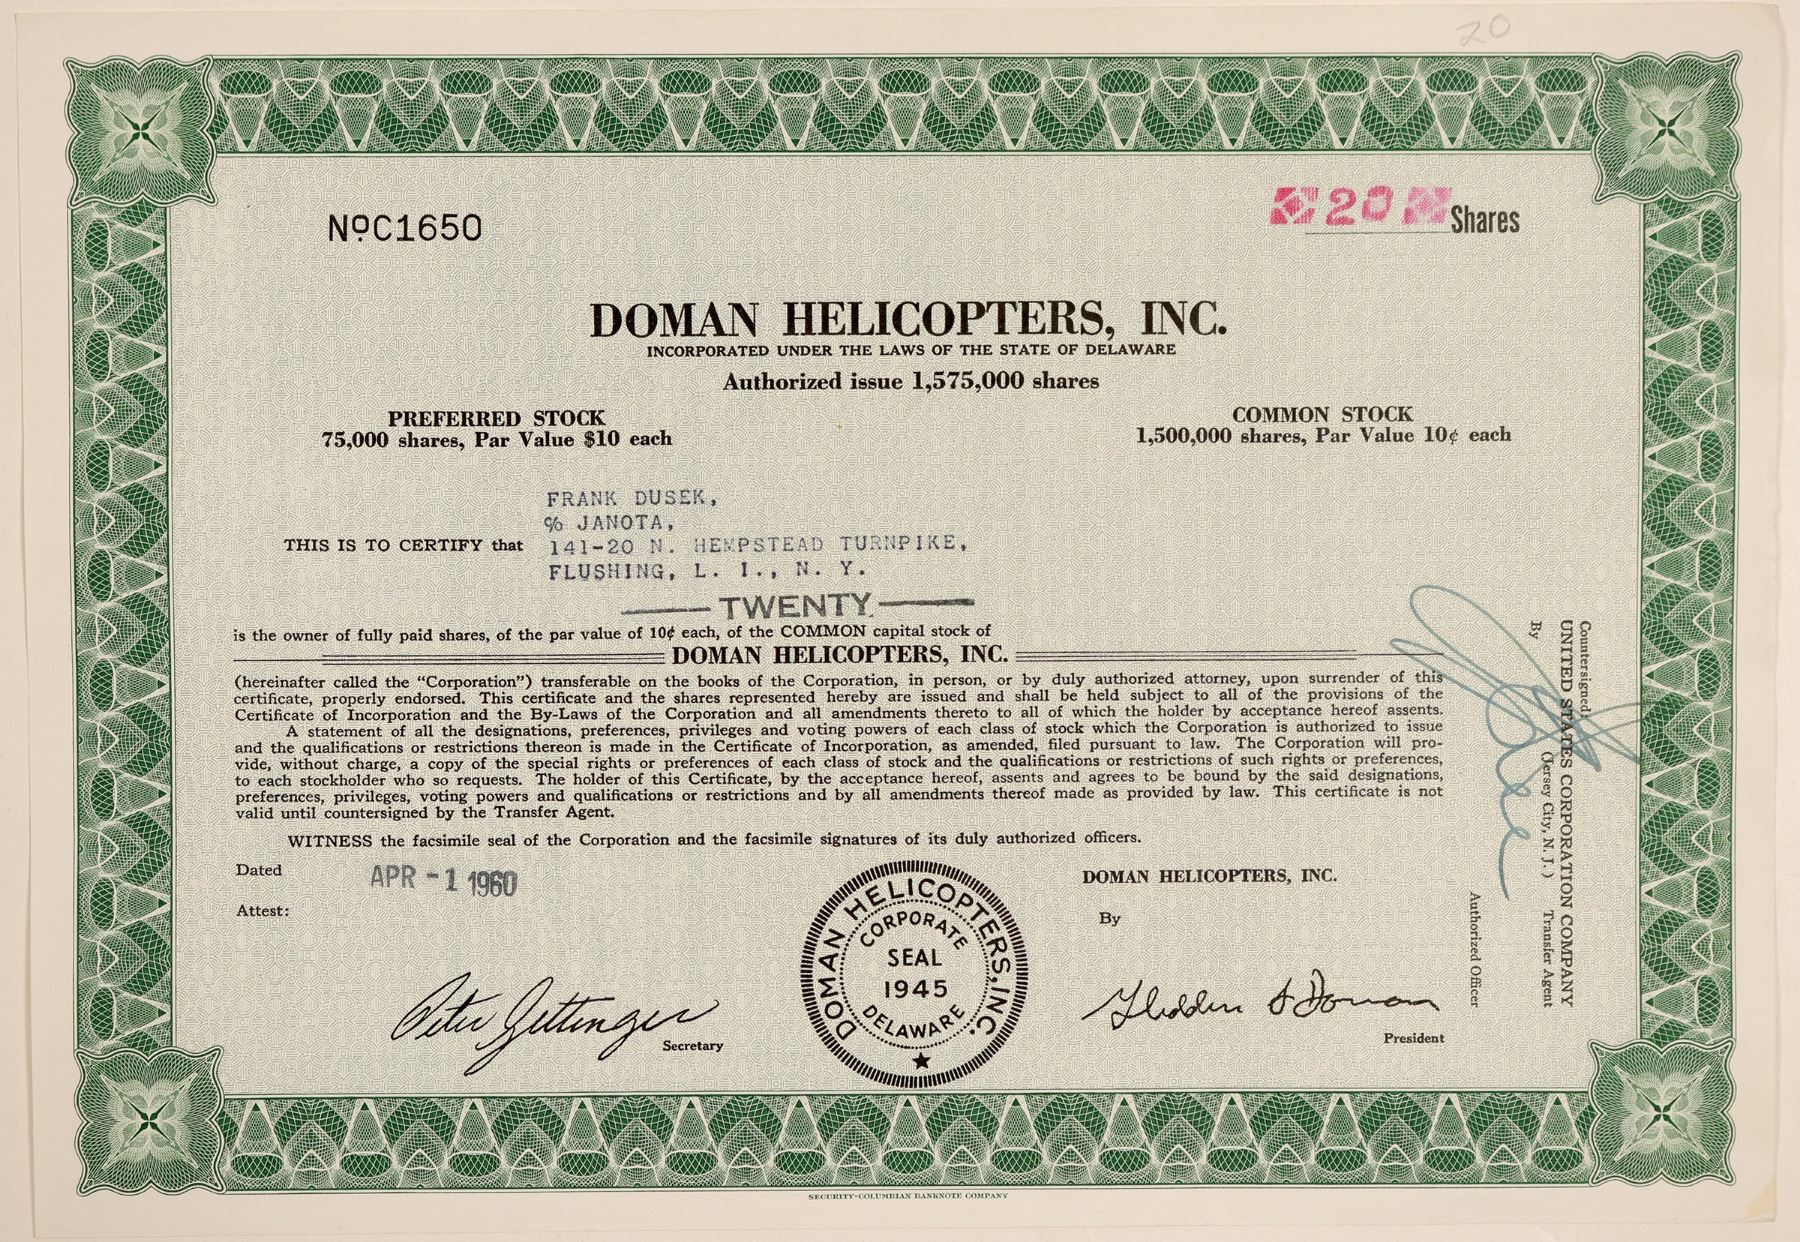 20
NºC1650
20 Shares
DOMAN HELICOPTERS, INC.
INCORPORATED UNDER THE LAWS OF THE STATE OF DELAWARE
Authorized issue 1,575,000 shares
PREFERRED STOCK
75,000 shares, Par Value $10 each
COMMON STOCK
1,500,000 shares, Par Value 10¢ each
FRANK DUSEK,
% JANOTA,
THIS IS TO CERTIFY that 141-20 N. HEMPSTEAD TURNPIKE,
FLUSHING, L. I., N. Y.
TWENTY
is the owner of fully paid shares, of the par value of 10¢ each, of the COMMON capital stock of
DOMAN HELICOPTERS, INC.
(hereinafter called the “Corporation”) transferable on the books of the Corporation, in person, or by duly authorized attorney, upon surrender of this
certificate, properly endorsed. This certificate and the shares represented hereby are issued and shall be held subject to all of the provisions of the
Certificate of Incorporation and the By-Laws of the Corporation and all amendments thereto to all of which the holder by acceptance hereof assents.
A statement of all the designations, preferences, privileges and voting powers of each class of stock which the Corporation is authorized to issue
and the qualifications or restrictions thereon is made in the Certificate of Incorporation, as amended, filed pursuant to law. The Corporation will pro-
vide, without charge, a copy of the special rights or preferences of each class of stock and the qualifications or restrictions of such rights or preferences,
to each stockholder who so requests. The holder of this Certificate, by the acceptance hereof, assents and agrees to be bound by the said designations,
preferences, privileges, voting powers and qualifications or restrictions and by all amendments thereof made as provided by law. This certificate is not
valid until countersigned by the Transfer Agent.
WITNESS the facsimile seal of the Corporation and the facsimile signatures of its duly authorized officers.
Dated APR -1 1960
Attest:
Peter Gettinger
Secretary
DOMAN HELICOPTERS, INC.
CORPORATE
SEAL
1945
DELAWARE
DOMAN HELICOPTERS, INC.
By
Glidden S Doman
President
Countersigned:
UNITED STATES CORPORATION COMPANY
(Jersey City, N. J.) Transfer Agent
By
Authorized Officer
SECURITY-COLUMBIAN BANKNOTE COMPANY